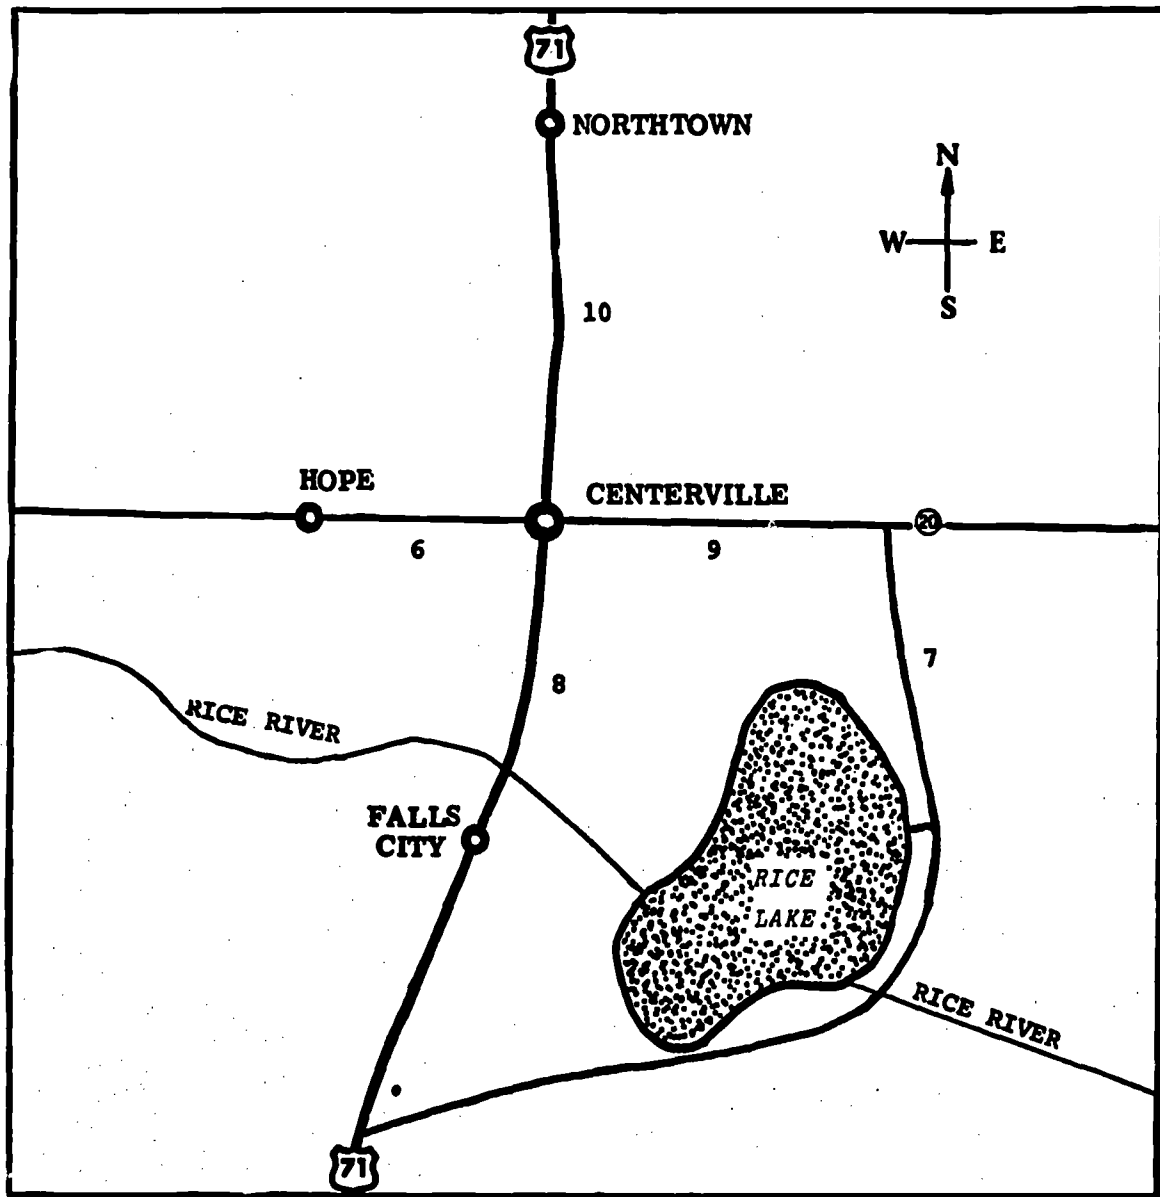 71
NORTHTOWN
N
W E
S
10
HOPE
CENTERVILLE
20
6
9
7
8
RICE RIVER
FALLS
CITY
RICE
LAKE
RICE RIVER
71